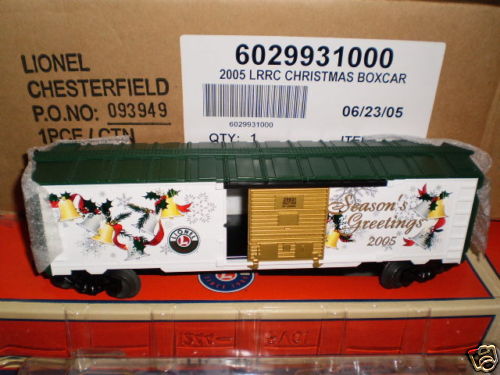 LIONEL
CHESTERFIELD
P.O.NO: 093949
1PCE / CTN
6029931000
2005 LRRC CHRISTMAS BOXCAR
6029931000
06/23/05
QTY: 1
Season's
Greetings
2005
LIONEL